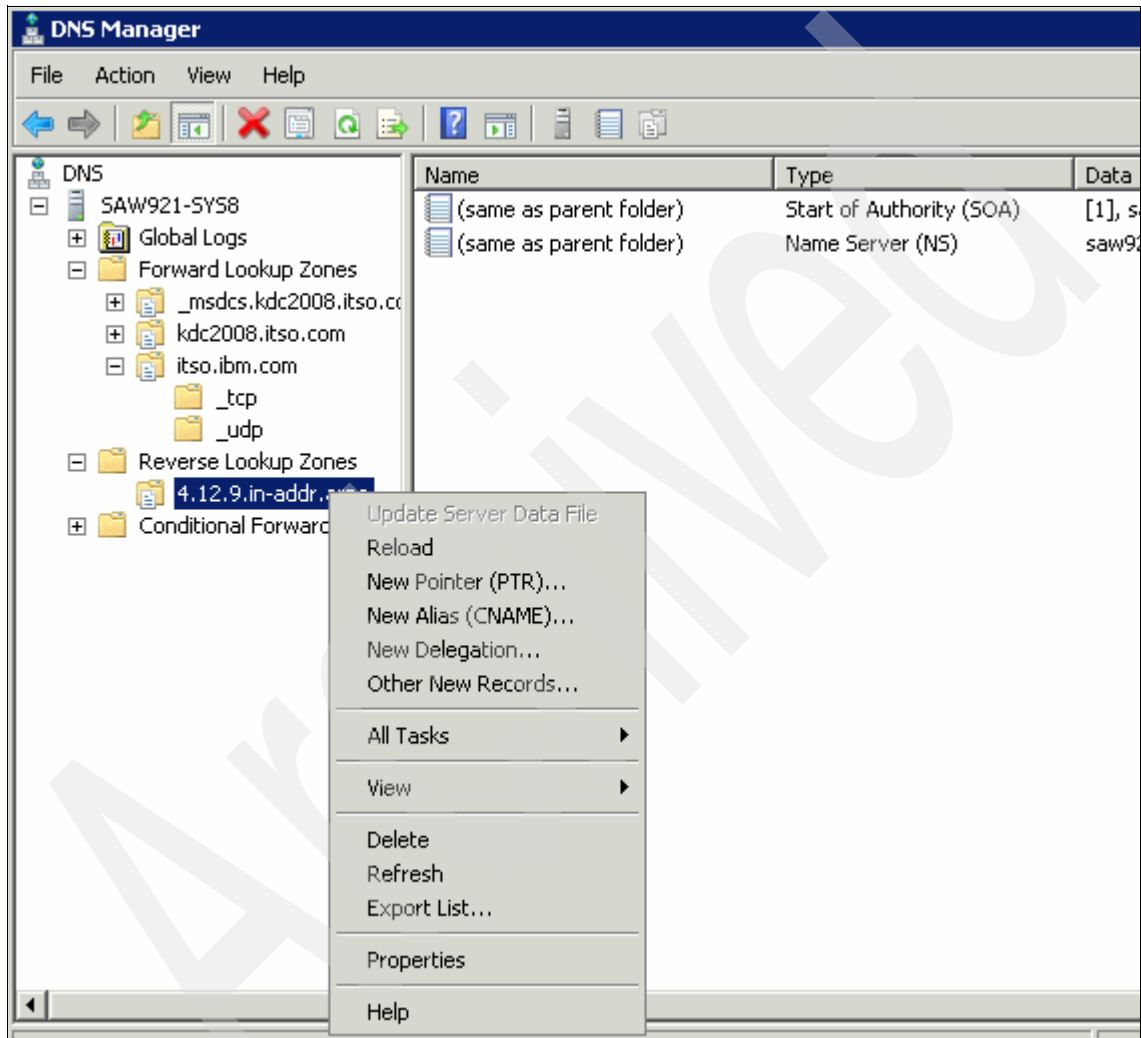 DNS Manager
File Action View Help
DNS
SAW921-SYS8
Global Logs
Forward Lookup Zones
_msdcs.kdc2008.itso.co
kdc2008.itso.com
itso.ibm.com
_tcp
_udp
Reverse Lookup Zones
4.12.9.in-addr.arpa
Conditional Forward
Name Type Data
(same as parent folder) Start of Authority (SOA) [1], s
(same as parent folder) Name Server (NS) saw92
Update Server Data File
Reload
New Pointer (PTR)...
New Alias (CNAME)...
New Delegation...
Other New Records...
All Tasks
View
Delete
Refresh
Export List...
Properties
Help
Archived